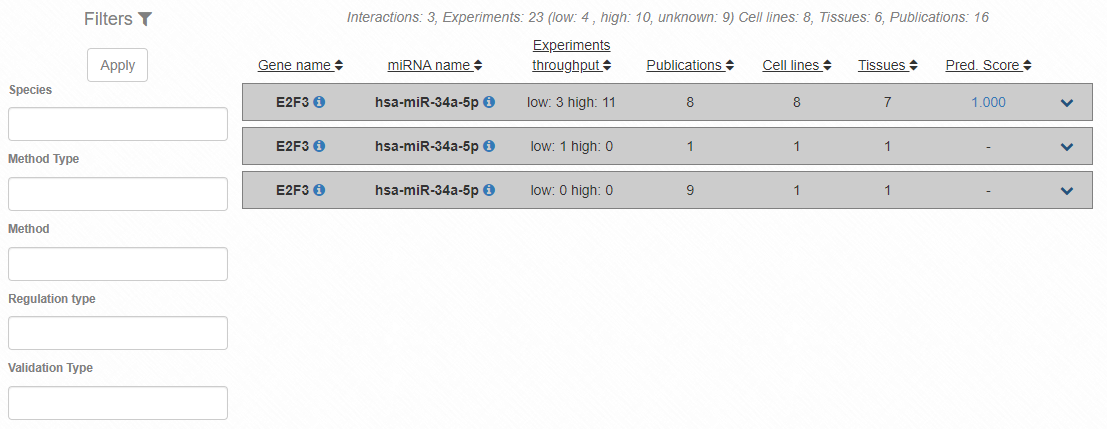 Filters
Apply
Species
Method Type
Method
Regulation type
Validation Type
Interactions: 3, Experiments: 23 (low: 4 , high: 10, unknown: 9) Cell lines: 8, Tissues: 6, Publications: 16
Gene name miRNA name Experiments throughput Publications Cell lines Tissues Pred. Score
E2F3 hsa-miR-34a-5p low: 3 high: 11 8 8 7 1.000
E2F3 hsa-miR-34a-5p low: 1 high: 0 1 1 1 -
E2F3 hsa-miR-34a-5p low: 0 high: 0 9 1 1 -